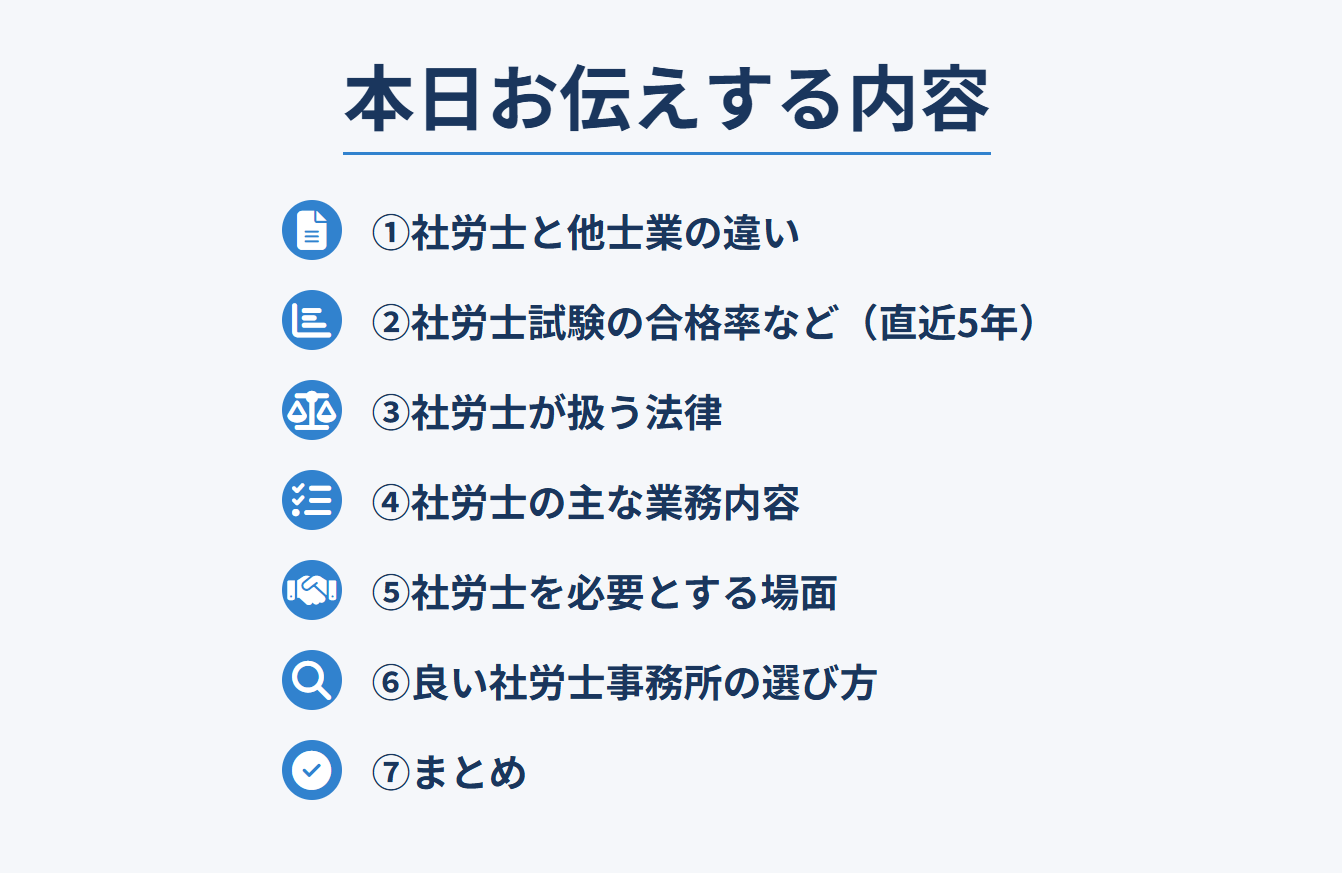 本日お伝えする内容
①社労士と他士業の違い
②社労士試験の合格率など（直近5年）
③社労士が扱う法律
④社労士の主な業務内容
⑤社労士を必要とする場面
⑥良い社労士事務所の選び方
⑦まとめ